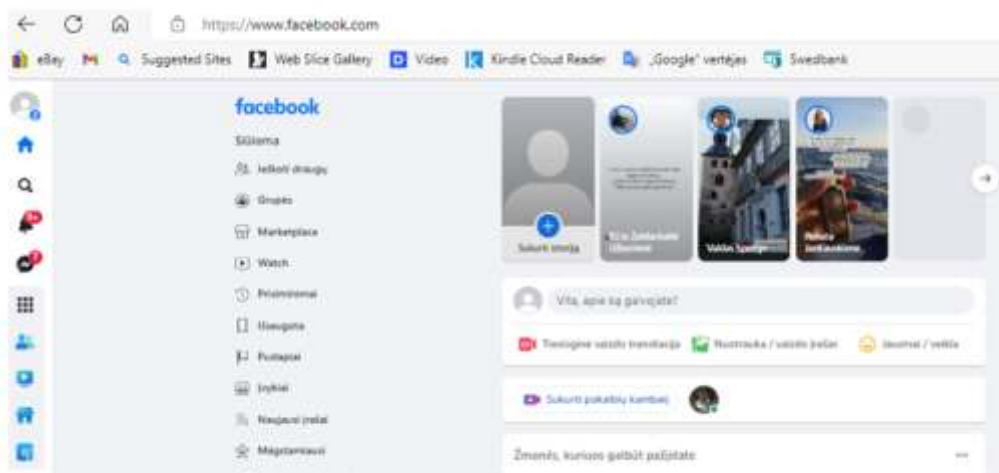 https://www.facebook.com
eBay Suggested Sites Web Slice Gallery Video Kindle Cloud Reader „Google“ vertėjas Swedbank
facebook
Siūloma
Ieškoti draugų
Grupės
Marketplace
Watch
Prisiminimai
Išsaugota
Puslapiai
Įvykiai
Naujausi įrašai
Mėgstamiausi
Sukurti istoriją
Vita, apie ką galvojate?
Tiesioginė vaizdo transliacija Nuotrauka / vaizdo įrašas Jausmai / veikla
Sukurti pokalbių kambarį
Žmonės, kuriuos galbūt pažįstate